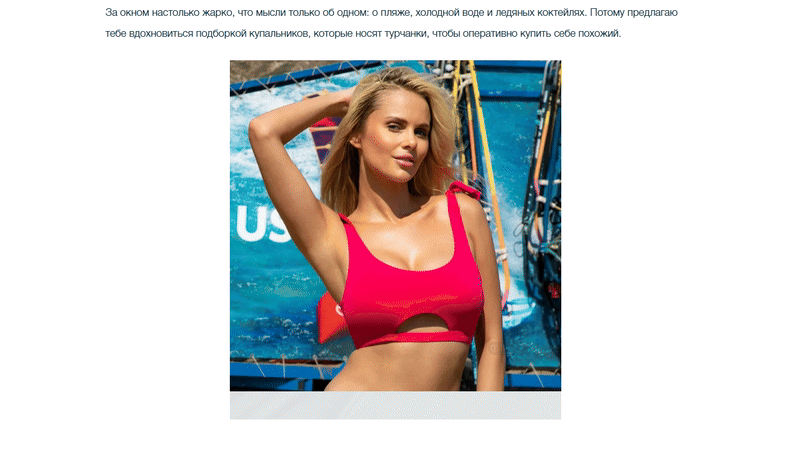 За окном настолько жарко, что мысли только об одном: о пляже, холодной воде и ледяных коктейлях. Потому предлагаю
тебе вдохновиться подборкой купальников, которые носят турчанки, чтобы оперативно купить себе похожий.
US